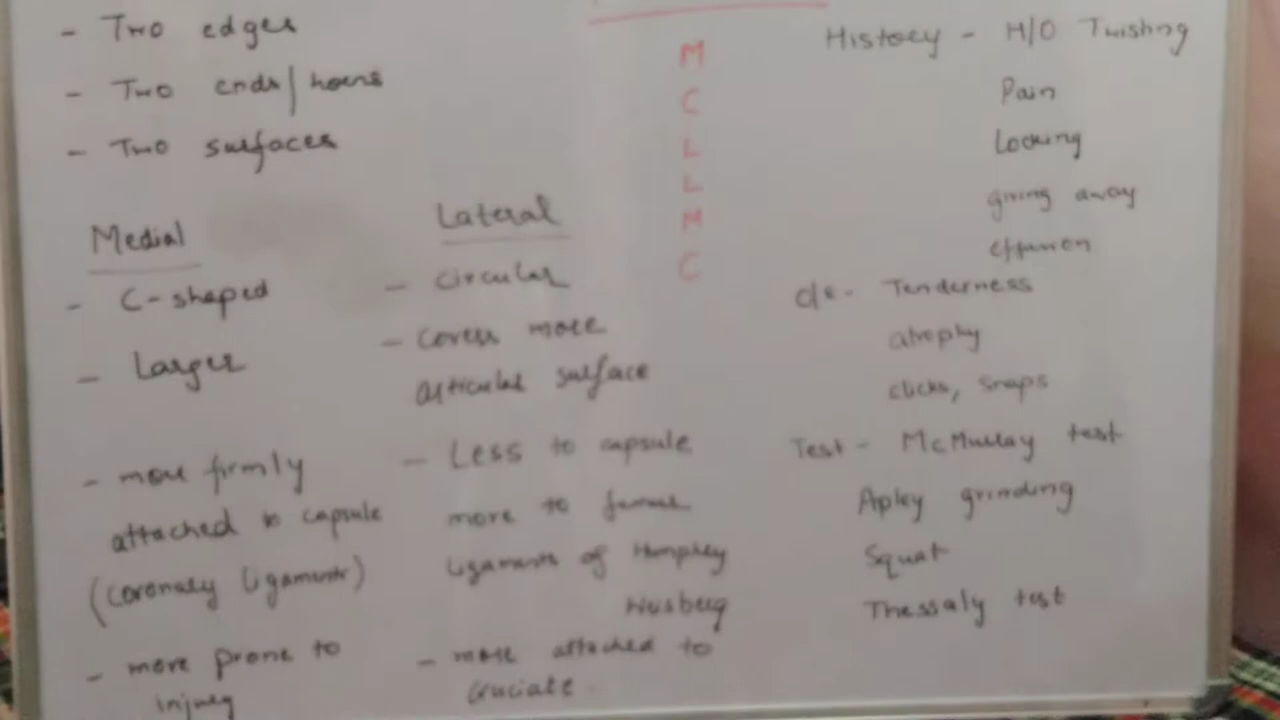 - Two edges
- Two ends/horns
- Two surfaces
Medial
- C-shaped
- Larger
- more firmly
attached to capsule
(coronary ligaments)
- more prone to
injury
Lateral
- circular
- covers more
articular surface
- Less to capsule
more to femur
ligaments of Humphrey
Wrisberg
- more attached to
cruciate
M
C
L
L
M
C
History - H/O Twisting
Pain
Locking
giving away
effusion
O/E - Tenderness
atrophy
clicks, snaps
Test - McMurray test
Apley grinding
Squat
Thessaly test